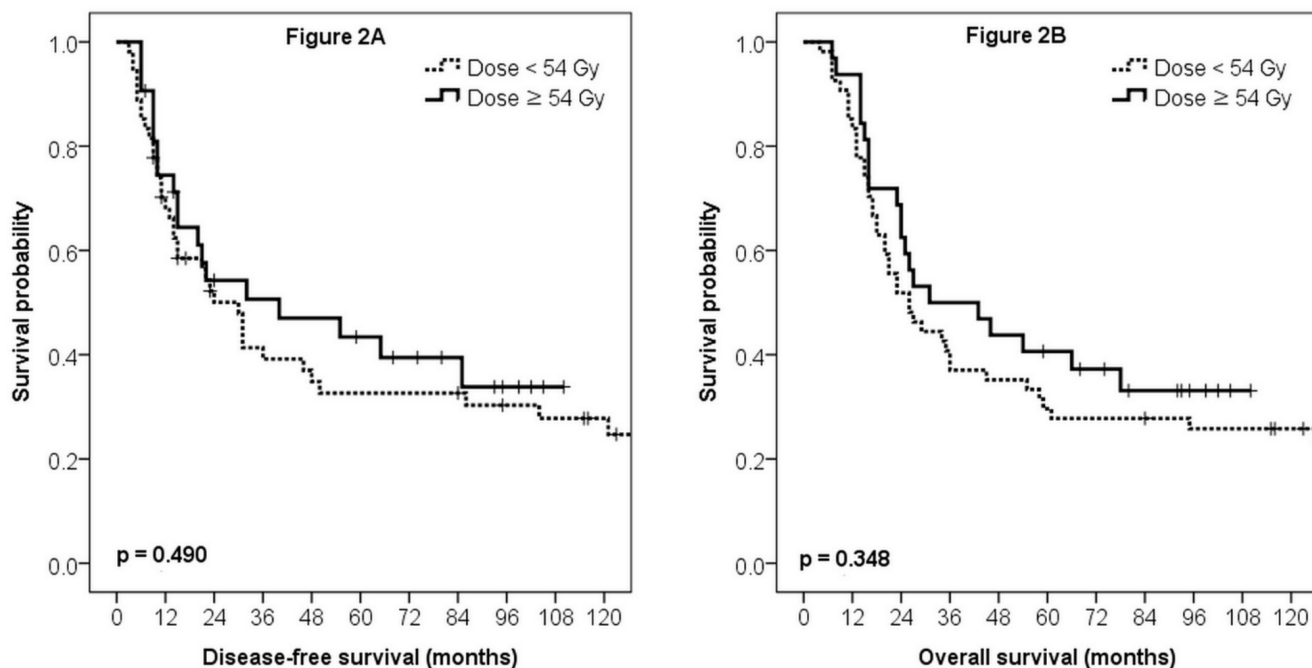 Figure 2A
Dose < 54 Gy
Dose ≥ 54 Gy
Survival probability
1.0
0.8
0.6
0.4
0.2
0.0
p = 0.490
0 12 24 36 48 60 72 84 96 108 120
Disease-free survival (months)
Figure 2B
Dose < 54 Gy
Dose ≥ 54 Gy
Survival probability
1.0
0.8
0.6
0.4
0.2
0.0
p = 0.348
0 12 24 36 48 60 72 84 96 108 120
Overall survival (months)